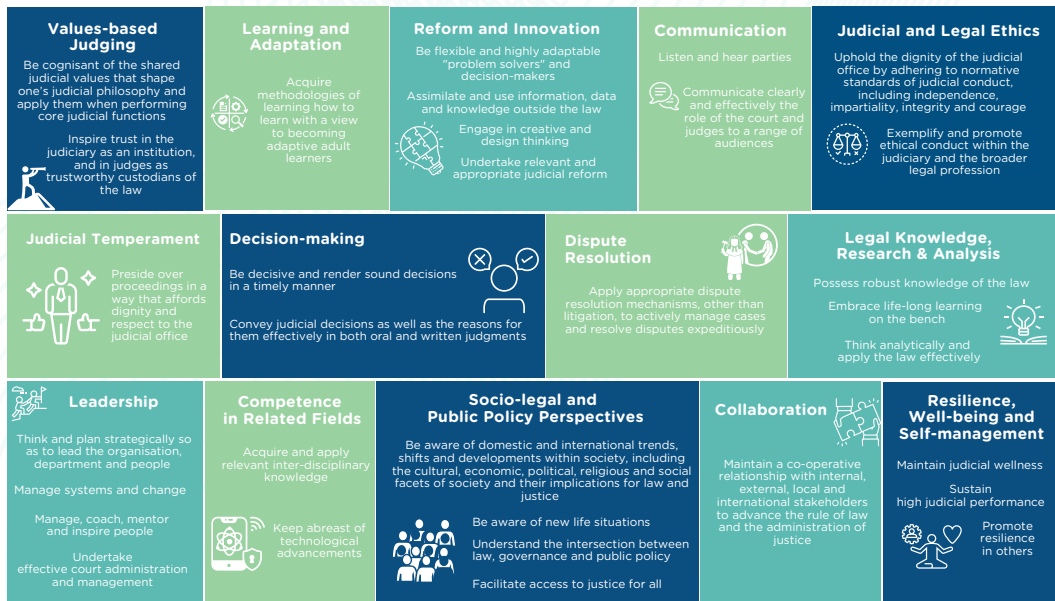 Values-based
Judging
Be cognisant of the shared
judicial values that shape
one's judicial philosophy and
apply them when performing
core judicial functions
Inspire trust in the
judiciary as an institution,
and in judges as
trustworthy custodians of
the law
Learning and
Adaptation
Acquire
methodologies of
learning how to
learn with a view
to becoming
adaptive adult
learners
Reform and Innovation
Be flexible and highly adaptable
"problem solvers" and
decision-makers
Assimilate and use information, data
and knowledge outside the law
Engage in creative and
design thinking
Undertake relevant and
appropriate judicial reform
Communication
Listen and hear parties
Communicate clearly
and effectively the
role of the court and
judges to a range of
audiences
Judicial and Legal Ethics
Uphold the dignity of the judicial
office by adhering to normative
standards of judicial conduct,
including independence,
impartiality, integrity and courage
Exemplify and promote
ethical conduct within the
judiciary and the broader
legal profession
Judicial Temperament
Preside over
proceedings in a
way that affords
dignity and
respect to the
judicial office
Decision-making
Be decisive and render sound decisions
in a timely manner
Convey judicial decisions as well as the reasons for
them effectively in both oral and written judgments
Dispute
Resolution
Apply appropriate dispute
resolution mechanisms, other than
litigation, to actively manage cases
and resolve disputes expeditiously
Legal Knowledge,
Research & Analysis
Possess robust knowledge of the law
Embrace life-long learning
on the bench
Think analytically and
apply the law effectively
Leadership
Think and plan strategically so
as to lead the organisation,
department and people
Manage systems and change
Manage, coach, mentor
and inspire people
Undertake
effective court administration
and management
Competence
in Related Fields
Acquire and apply
relevant inter-disciplinary
knowledge
Keep abreast of
technological
advancements
Socio-legal and
Public Policy Perspectives
Be aware of domestic and international trends,
shifts and developments within society, including
the cultural, economic, political, religious and social
facets of society and their implications for law and
justice
Be aware of new life situations
Understand the intersection between
law, governance and public policy
Facilitate access to justice for all
Collaboration
Maintain a co-operative
relationship with internal,
external, local and
international stakeholders
to advance the rule of law
and the administration of
justice
Resilience,
Well-being and
Self-management
Maintain judicial wellness
Sustain
high judicial performance
Promote
resilience
in others